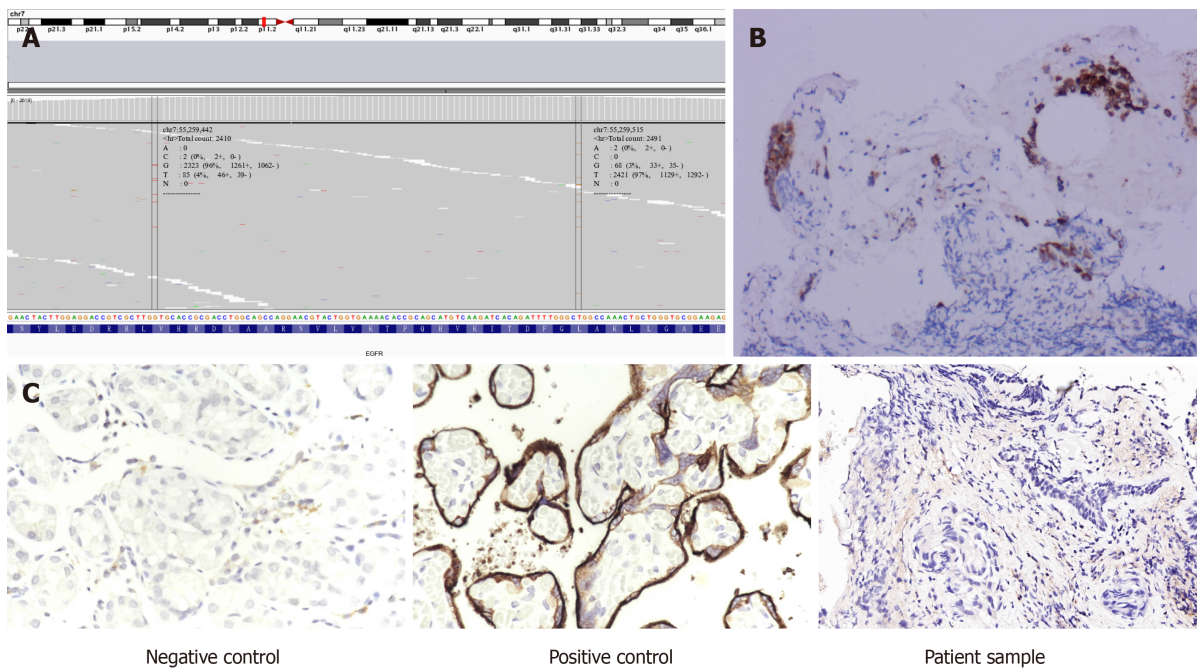 chr7
p21.3 p21.1 p15.2 p14.2 p13 p12.2 p11.2 q11.21 q11.23 q21.11 q21.13 q21.3 q22.1 q31.1 q31.31 q31.33 q32.3 q34 q35 q36.1
A
B
chr7:55,259,442
<hr>Total count: 2410
A : 0
C : 2 (0%, 2+, 0-)
G : 2323 (96%, 1261+, 1062-)
T : 85 (4%, 46+, 39-)
N : 0
---------------
chr7:55,259,515
<hr>Total count: 2491
A : 2 (0%, 2+, 0-)
C : 0
G : 68 (3%, 33+, 35-)
T : 2421 (97%, 1129+, 1292-)
N : 0
---------------
GAACTACTTGGAGGACCGTCGCTTGGTGCACCGCGACCTGGCAGCCAGGAACGTACTGGTGAAAACACCGCAGCATGTCAAGATCACAGATTTTGGGCTGGCCAAACTGCTGGGTGCGGAAGAG
N Y L E D R R L V H R D L A A R N V L V K T P Q H V K I T D F G L A K L L G A E E
EGFR
C
Negative control
Positive control
Patient sample